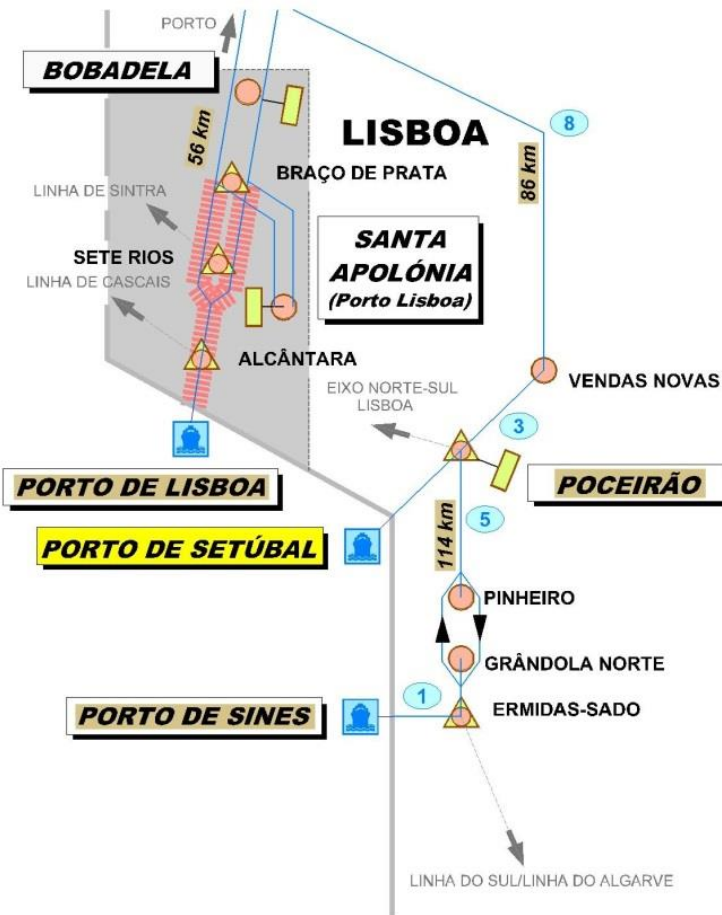 PORTO
BOBADELA
56 km
LISBOA
8
BRAÇO DE PRATA
86 km
LINHA DE SINTRA
SETE RIOS
SANTA
APOLÓNIA
(Porto Lisboa)
LINHA DE CASCAIS
ALCÂNTARA
VENDAS NOVAS
EIXO NORTE-SUL
LISBOA
3
PORTO DE LISBOA
POCEIRÃO
5
114 km
PORTO DE SETÚBAL
PINHEIRO
GRÂNDOLA NORTE
1
PORTO DE SINES
ERMIDAS-SADO
LINHA DO SUL/LINHA DO ALGARVE